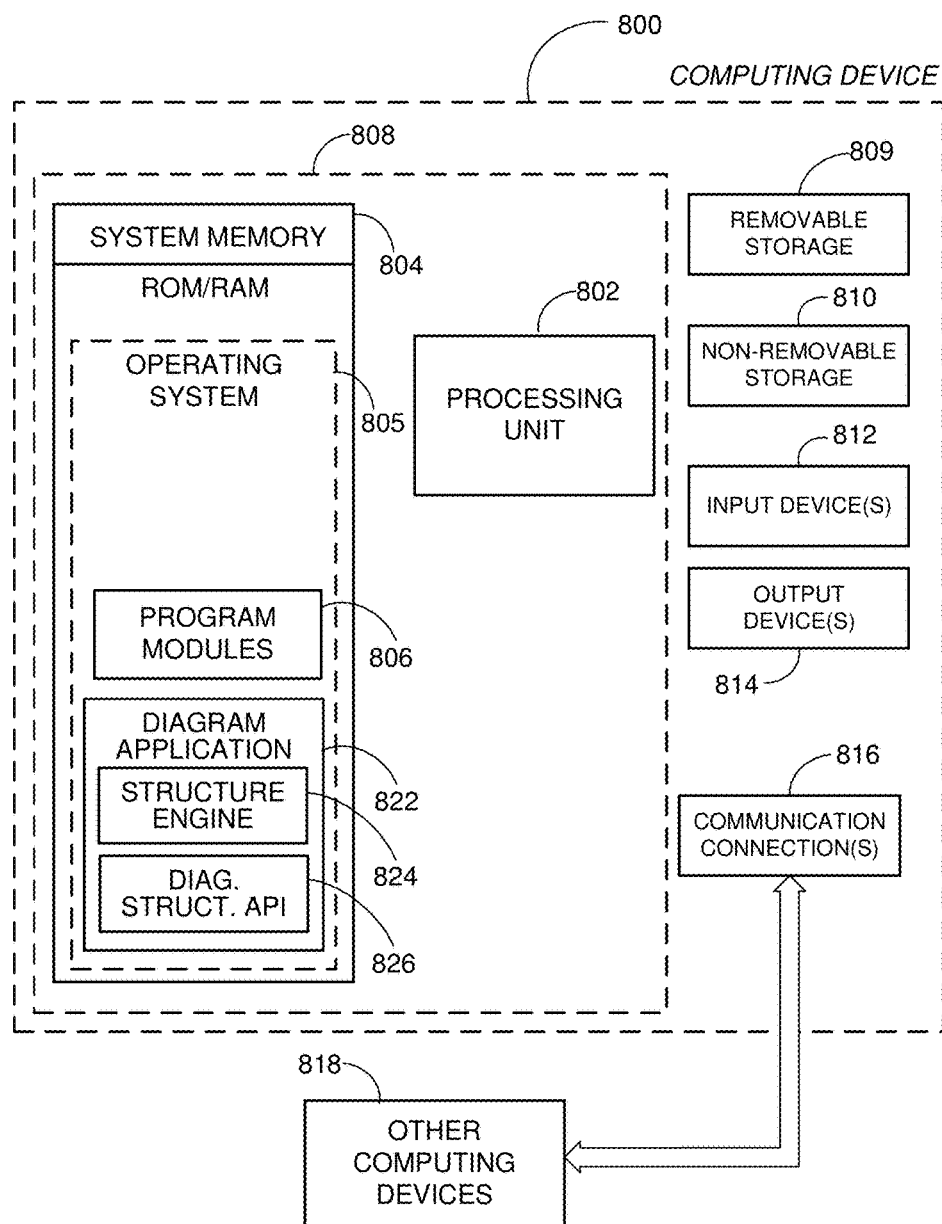 800
COMPUTING DEVICE
808
809
SYSTEM MEMORY
804
REMOVABLE
STORAGE
ROM/RAM
802
810
OPERATING
SYSTEM
805
PROCESSING
UNIT
NON-REMOVABLE
STORAGE
812
INPUT DEVICE(S)
PROGRAM
MODULES
806
OUTPUT
DEVICE(S)
814
DIAGRAM
APPLICATION
822
816
STRUCTURE
ENGINE
824
COMMUNICATION
CONNECTION(S)
DIAG.
STRUCT. API
826
818
OTHER
COMPUTING
DEVICES